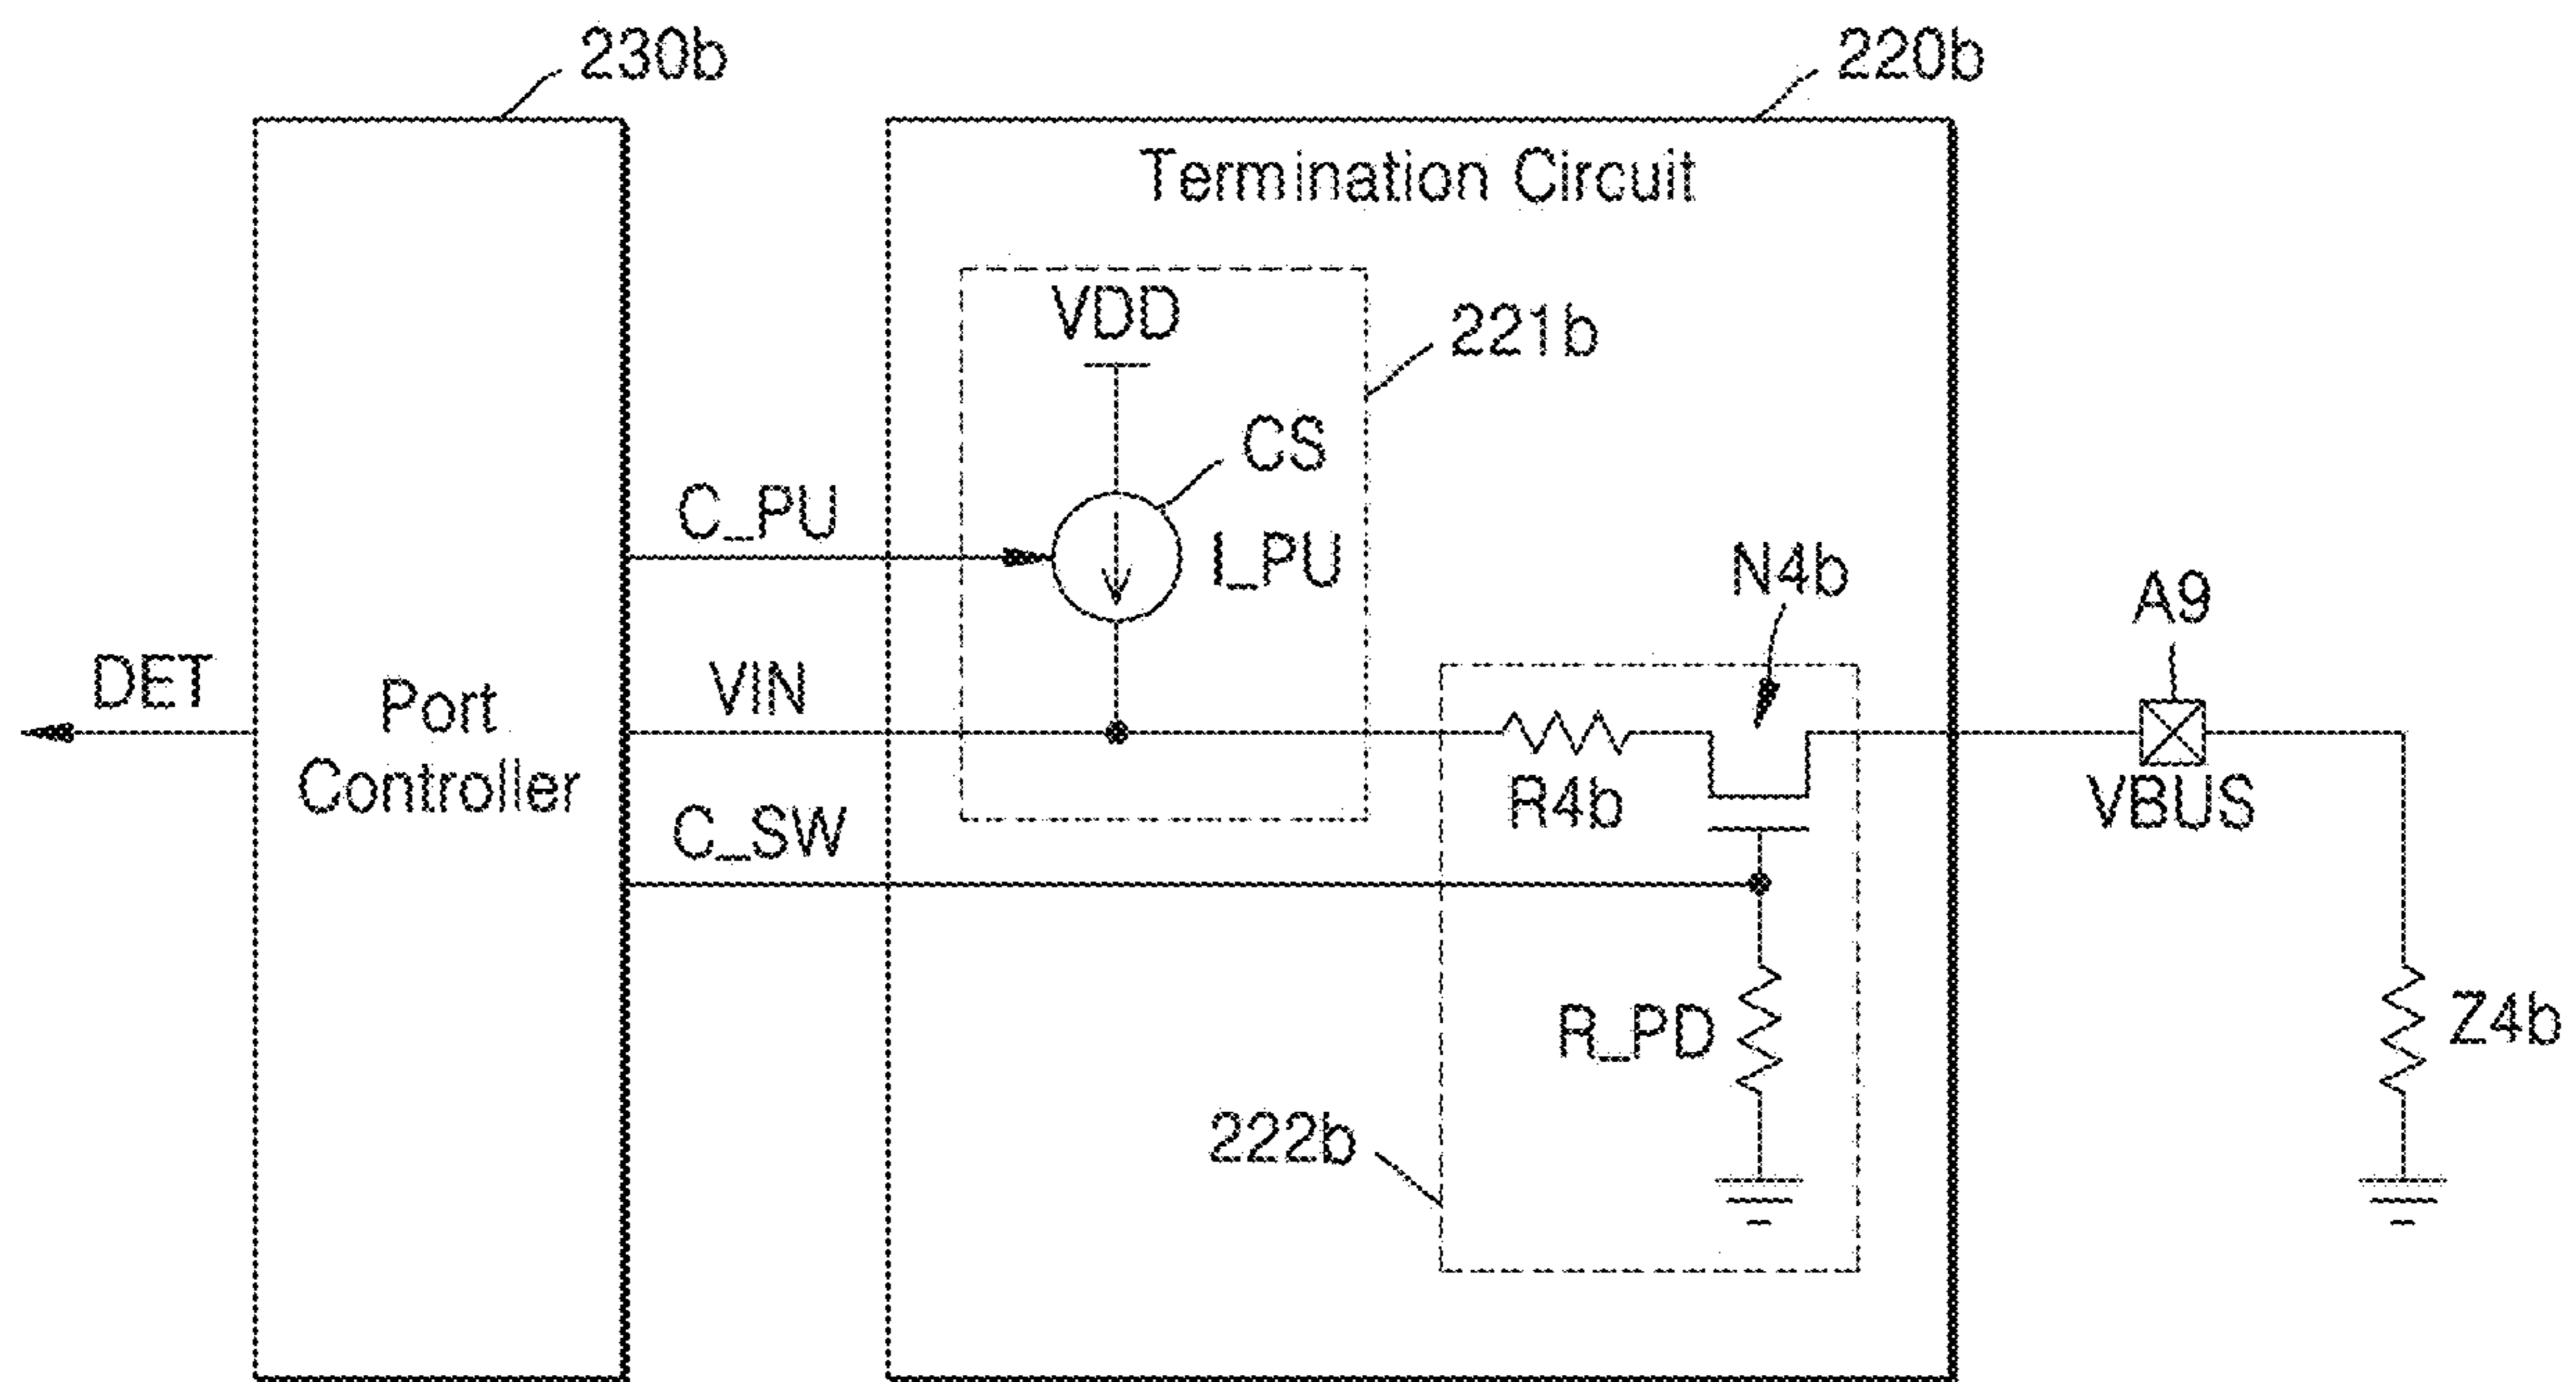 230b
220b
Termination Circuit
VDD
221b
CS
C_PU
I_PU
N4b
A9
DET
VIN
Port
Controller
R4b
VBUS
C_SW
R_PD
Z4b
222b